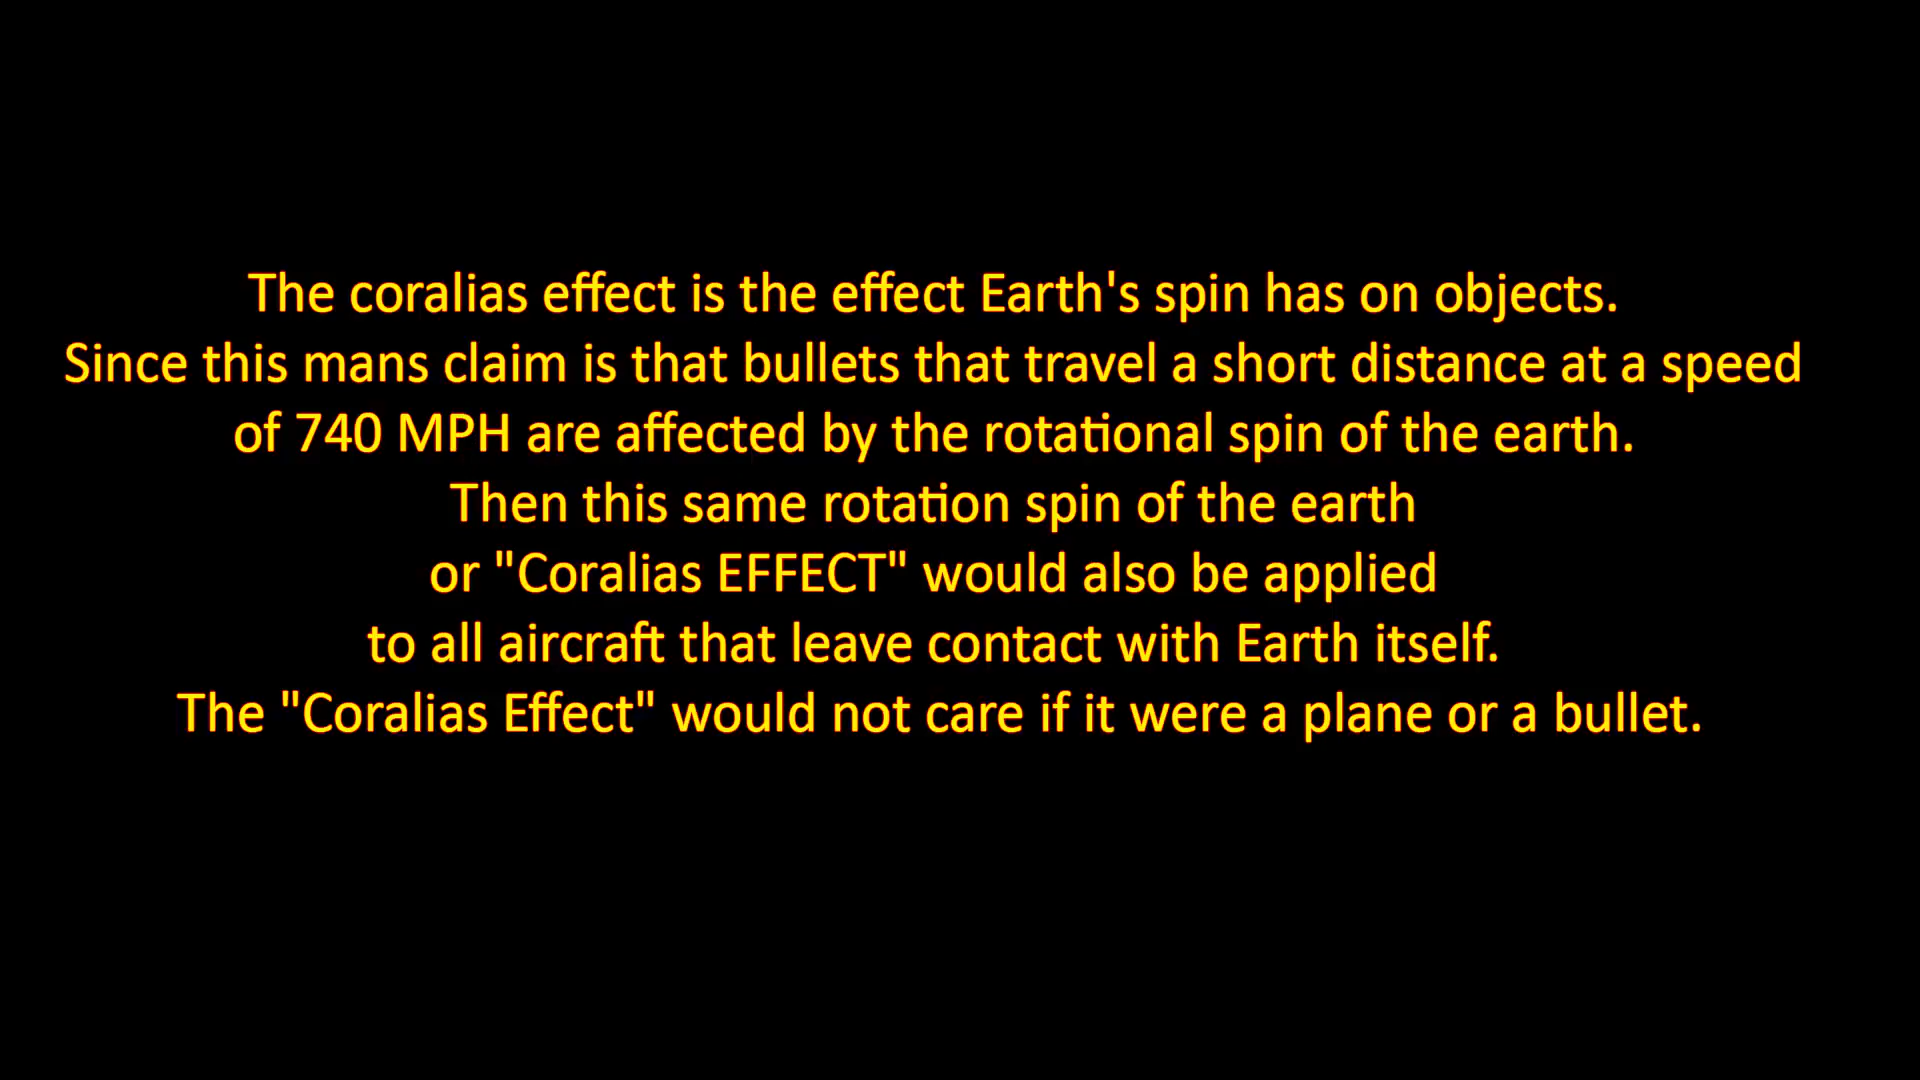 The coralias effect is the effect Earth's spin has on objects.
Since this mans claim is that bullets that travel a short distance at a speed
of 740 MPH are affected by the rotational spin of the earth.
Then this same rotation spin of the earth
or "Coralias EFFECT" would also be applied
to all aircraft that leave contact with Earth itself.
The "Coralias Effect" would not care if it were a plane or a bullet.